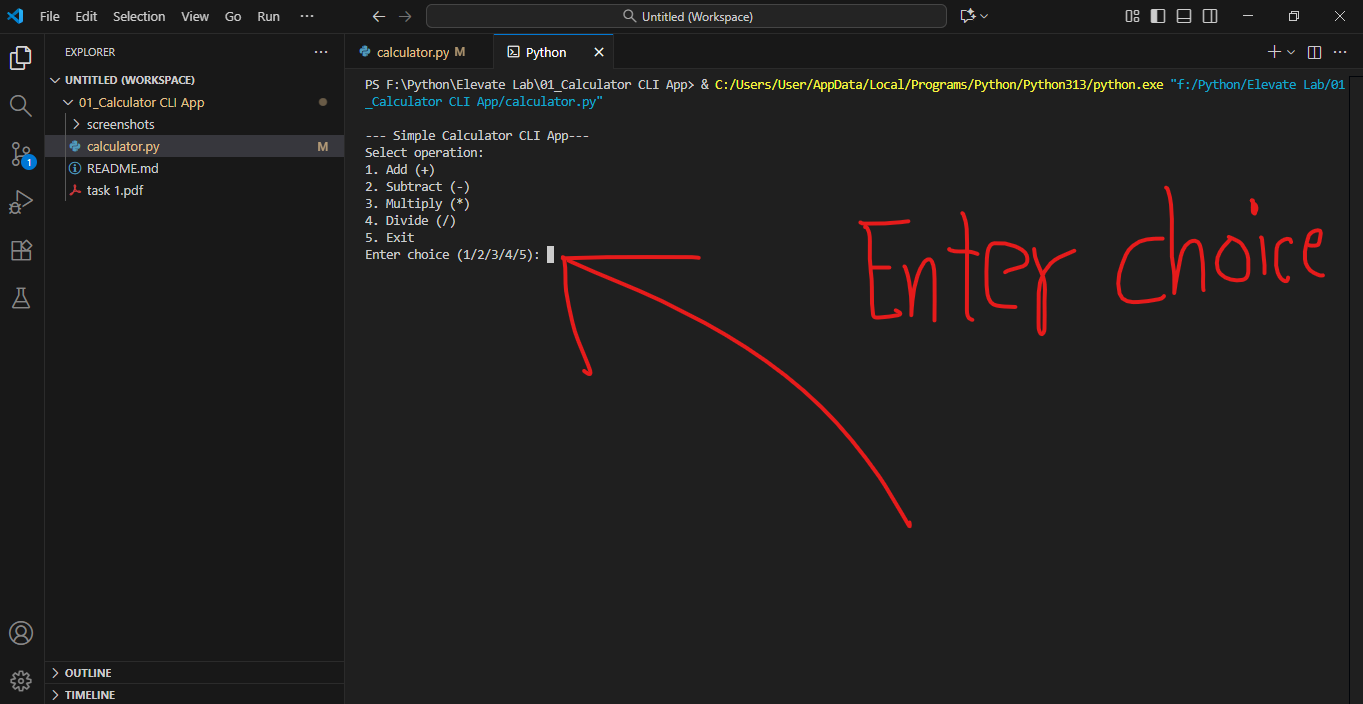 File Edit Selection View Go Run ···
Untitled (Workspace)
EXPLORER ···
UNTITLED (WORKSPACE)
01_Calculator CLI App
screenshots
calculator.py M
README.md
task 1.pdf
1
OUTLINE
TIMELINE
calculator.py M
Python
PS F:\Python\Elevate Lab\01_Calculator CLI App> & C:/Users/User/AppData/Local/Programs/Python/Python313/python.exe "f:/Python/Elevate Lab/01
_Calculator CLI App/calculator.py"
--- Simple Calculator CLI App---
Select operation:
1. Add (+)
2. Subtract (-)
3. Multiply (*)
4. Divide (/)
5. Exit
Enter choice (1/2/3/4/5):
Enter choice